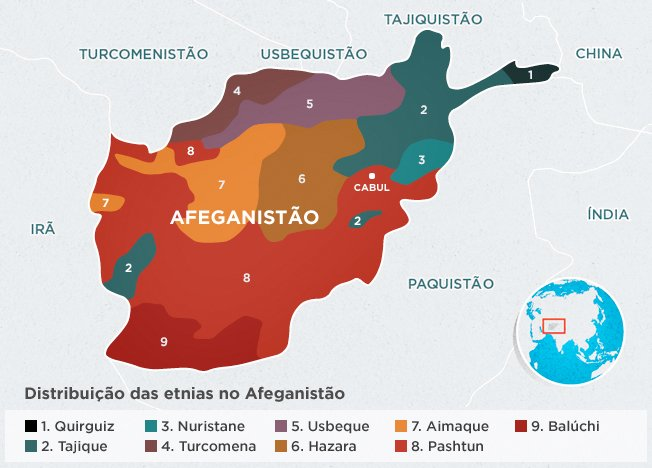 TAJIQUISTÃO
TURCOMENISTÃO
USBEQUISTÃO
CHINA
1
4
5
2
8
3
7
6
CABUL
7
AFEGANISTÃO
2
ÍNDIA
IRÃ
2
8
PAQUISTÃO
9
Distribuição das etnias no Afeganistão
1. Quirguiz
3. Nuristane
5. Usbeque
7. Aimaque
9. Balúchi
2. Tajique
4. Turcomena
6. Hazara
8. Pashtun